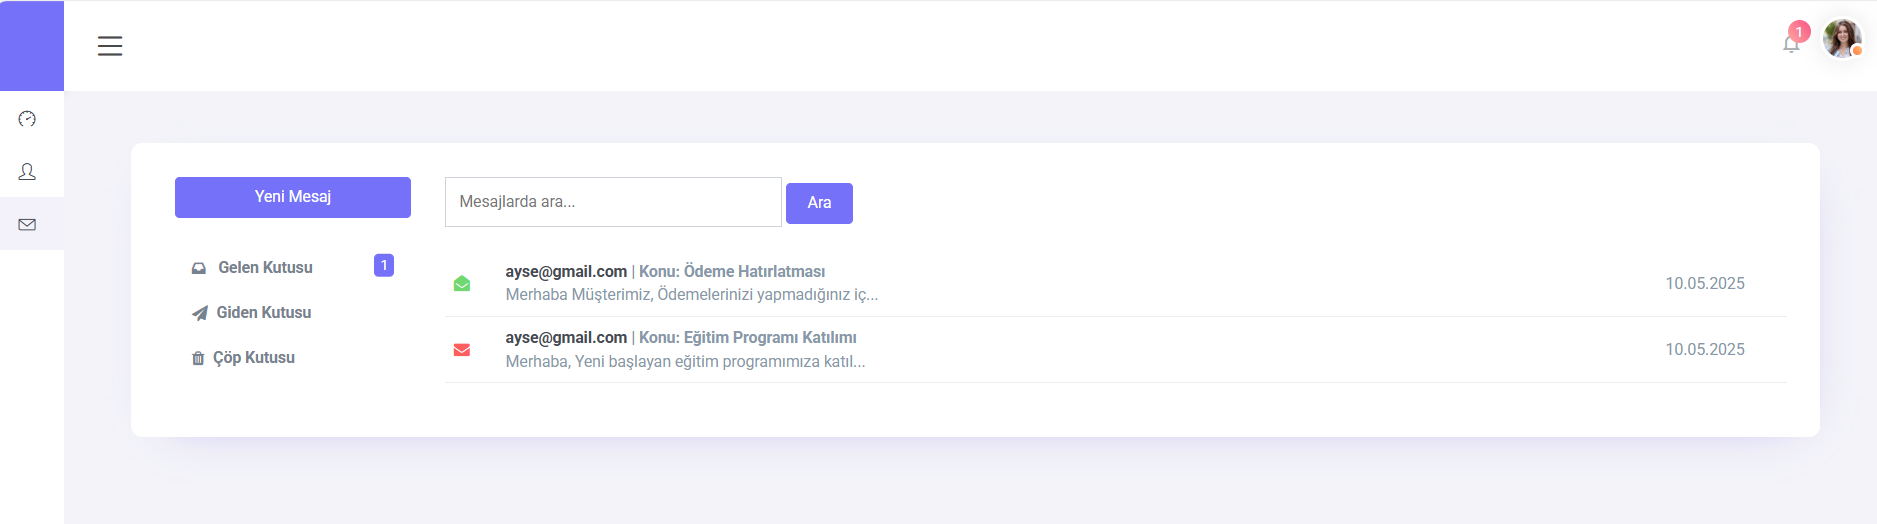 1
Yeni Mesaj
Mesajlarda ara...
Ara
Gelen Kutusu 1
Giden Kutusu
Çöp Kutusu
ayse@gmail.com | Konu: Ödeme Hatırlatması
Merhaba Müşterimiz, Ödemelerinizi yapmadığınız iç...
10.05.2025
ayse@gmail.com | Konu: Eğitim Programı Katılımı
Merhaba, Yeni başlayan eğitim programımıza katıl...
10.05.2025